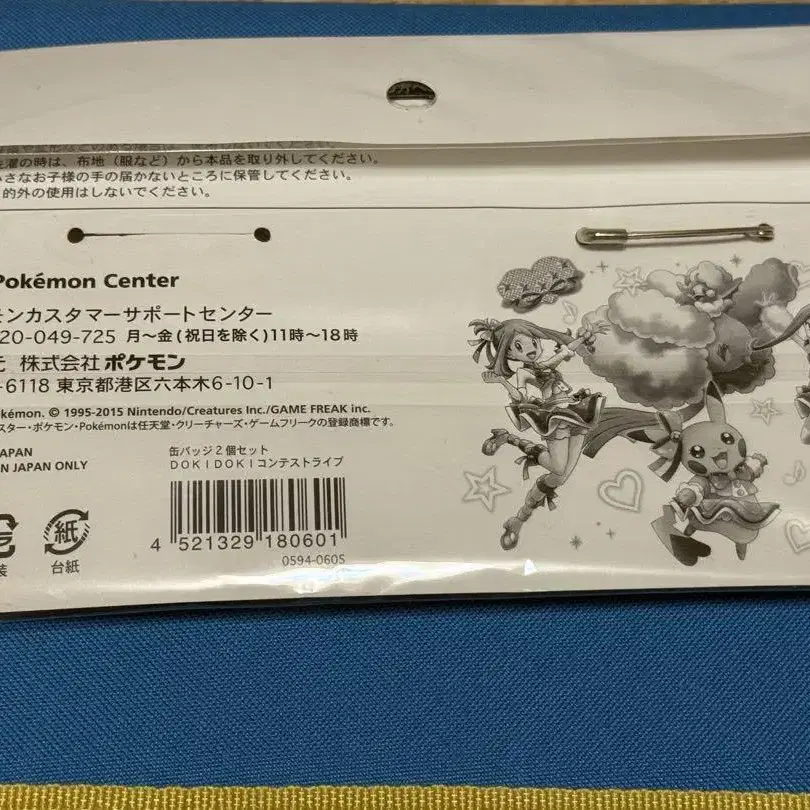 洗濯の時は、布地（服など）から本品を取り外してください。
さなお子様の手の届かないところに保管してください。
的外の使用はしないでください。
Pokémon Center
モンカスタマーサポートセンター
20-049-725 月～金(祝日を除く)11時～18時
元 株式会社ポケモン
-6118 東京都港区六本木6-10-1
okémon. © 1995-2015 Nintendo/Creatures Inc./GAME FREAK inc.
スター・ポケモン・Pokémonは任天堂・クリーチャーズ・ゲームフリークの登録商標です。
JAPAN
N JAPAN ONLY
缶バッジ２個セット
ＤＯＫＩＤＯＫＩコンテストライブ
4 521329 180601
0594-0605
紙
装
台紙